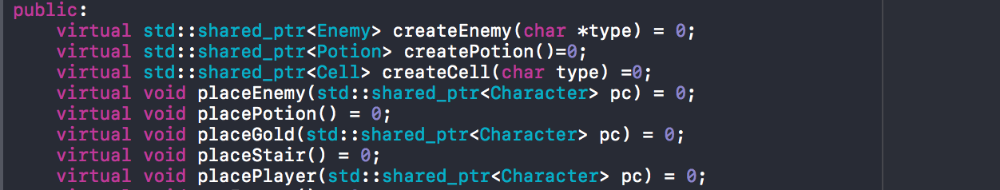 public:
    virtual std::shared_ptr<Enemy> createEnemy(char *type) = 0;
    virtual std::shared_ptr<Potion> createPotion()=0;
    virtual std::shared_ptr<Cell> createCell(char type) =0;
    virtual void placeEnemy(std::shared_ptr<Character> pc) = 0;
    virtual void placePotion() = 0;
    virtual void placeGold(std::shared_ptr<Character> pc) = 0;
    virtual void placeStair() = 0;
    virtual void placePlayer(std::shared_ptr<Character> pc) = 0;